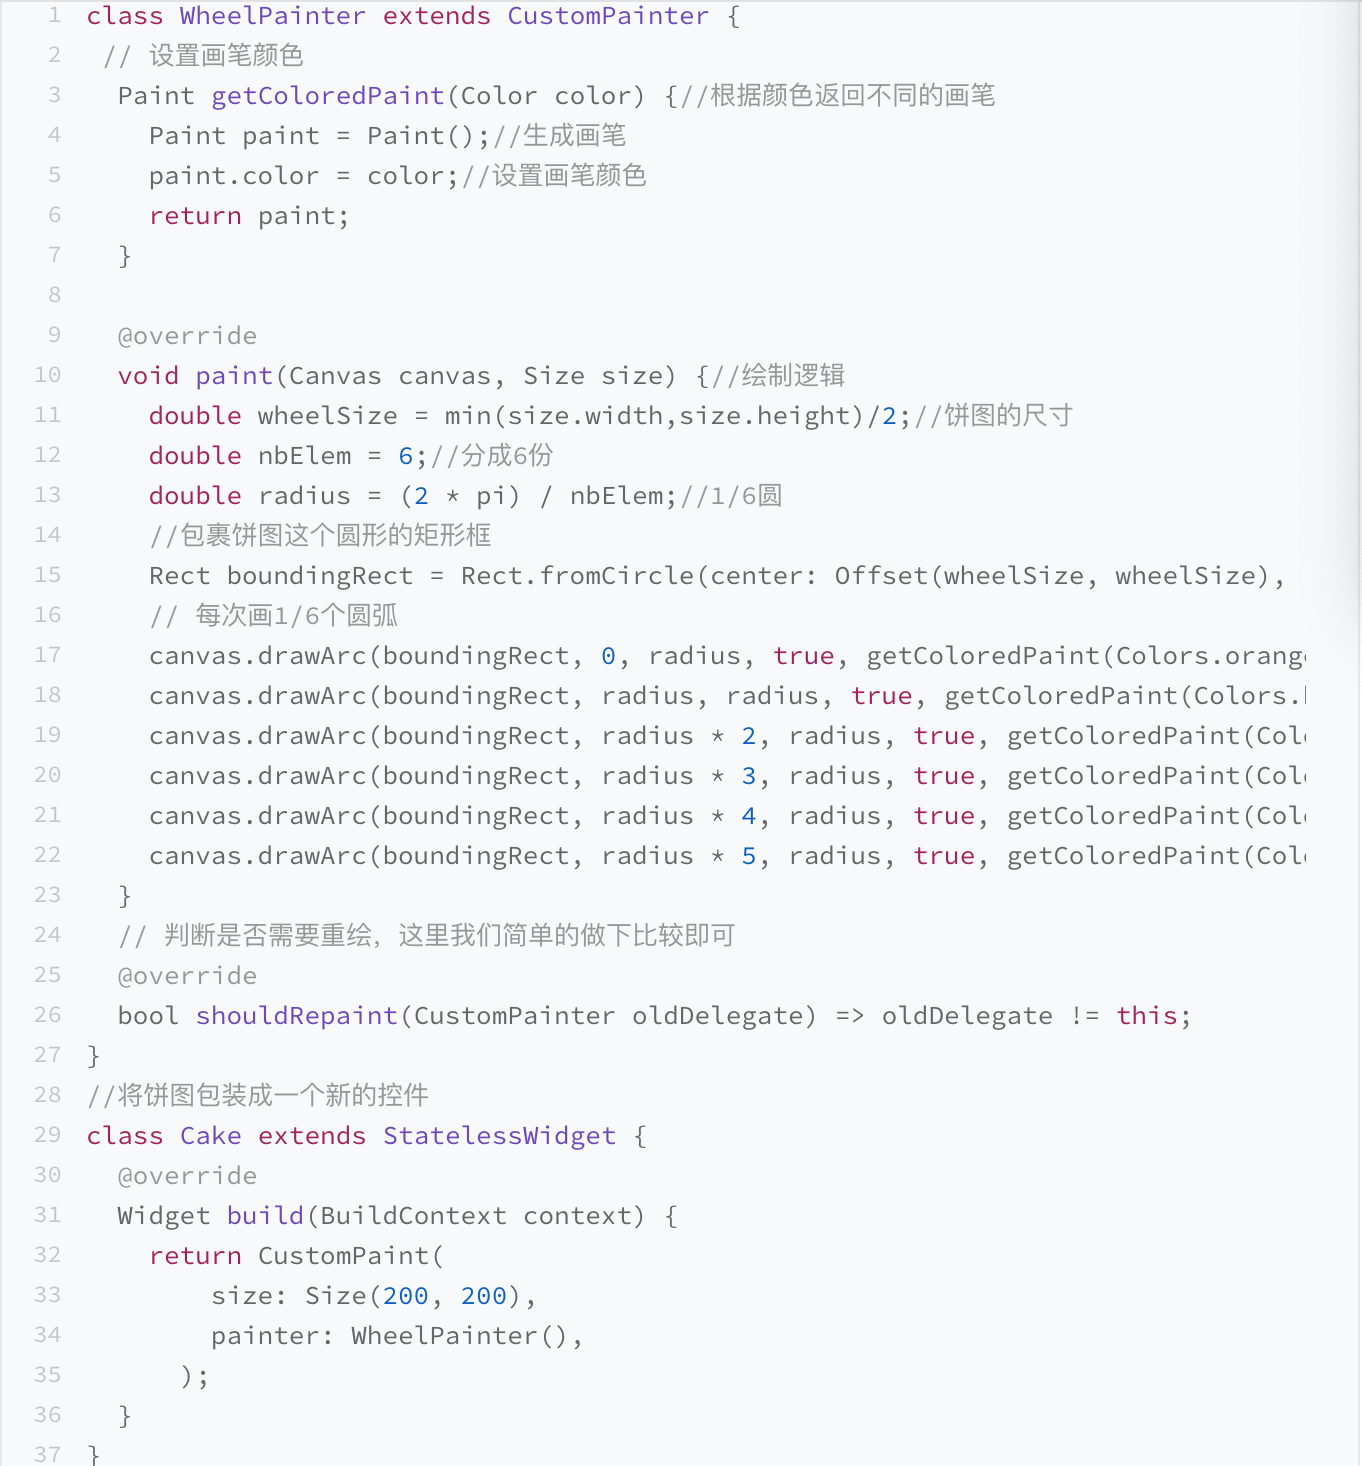 1 class WheelPainter extends CustomPainter {
2 // 设置画笔颜色
3 Paint getColoredPaint(Color color) {//根据颜色返回不同的画笔
4 Paint paint = Paint();//生成画笔
5 paint.color = color;//设置画笔颜色
6 return paint;
7 }
8
9 @override
10 void paint(Canvas canvas, Size size) {//绘制逻辑
11 double wheelSize = min(size.width,size.height)/2;//饼图的尺寸
12 double nbElem = 6;//分成6份
13 double radius = (2 * pi) / nbElem;//1/6圆
14 //包裹饼图这个圆形的矩形框
15 Rect boundingRect = Rect.fromCircle(center: Offset(wheelSize, wheelSize),
16 // 每次画1/6个圆弧
17 canvas.drawArc(boundingRect, 0, radius, true, getColoredPaint(Colors.orang
18 canvas.drawArc(boundingRect, radius, radius, true, getColoredPaint(Colors.
19 canvas.drawArc(boundingRect, radius * 2, radius, true, getColoredPaint(Col
20 canvas.drawArc(boundingRect, radius * 3, radius, true, getColoredPaint(Col
21 canvas.drawArc(boundingRect, radius * 4, radius, true, getColoredPaint(Col
22 canvas.drawArc(boundingRect, radius * 5, radius, true, getColoredPaint(Col
23 }
24 // 判断是否需要重绘，这里我们简单的做下比较即可
25 @override
26 bool shouldRepaint(CustomPainter oldDelegate) => oldDelegate != this;
27 }
28 //将饼图包装成一个新的控件
29 class Cake extends StatelessWidget {
30 @override
31 Widget build(BuildContext context) {
32 return CustomPaint(
33 size: Size(200, 200),
34 painter: WheelPainter(),
35 );
36 }
37 }